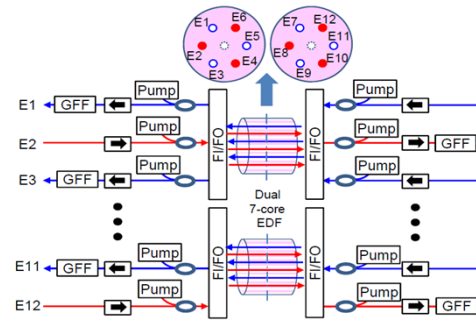 E1 E6 E7 E12
E2 E5 E8 E11
E3 E4 E9 E10
Pump Pump
E1 GFF FI/FO FI/FO
Pump Pump
E2 GFF
Pump Pump
E3 GFF
Dual
7-core
EDF
Pump Pump
E11 GFF FI/FO FI/FO
Pump Pump
E12 GFF